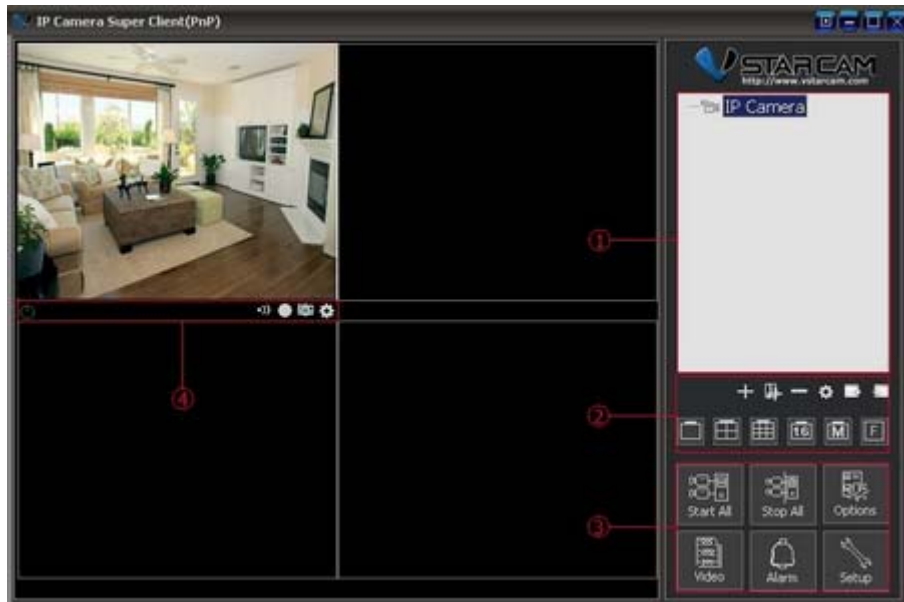 IP Camera Super Client(PnP)
VSTARCAM
http://www.vstarcam.com
IP Camera
①
②
16 M F
③
Start All Stop All Options
Video Alarm Setup
④